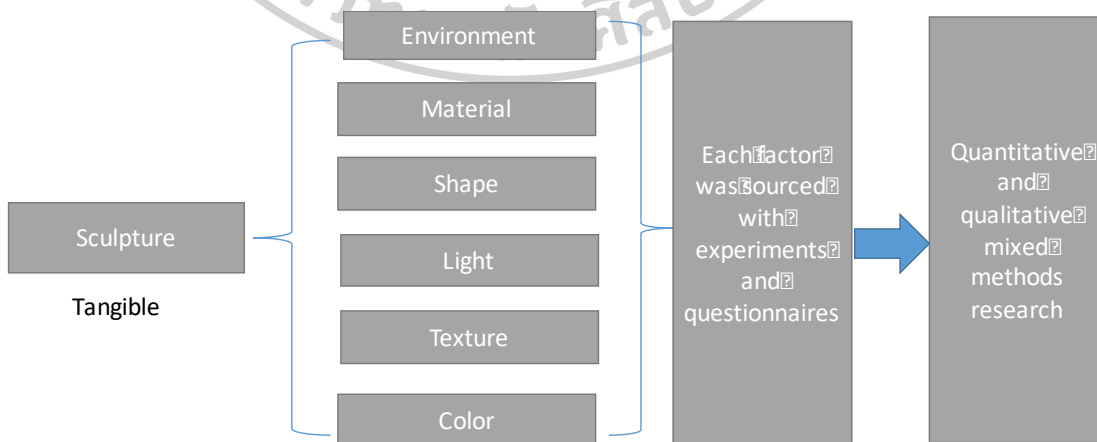 Environment
Material
Shape
Sculpture
Light
Tangible
Texture
Color
Each factor
was sourced
with
experiments
and
questionnaires
Quantitative
and
qualitative
mixed
methods
research